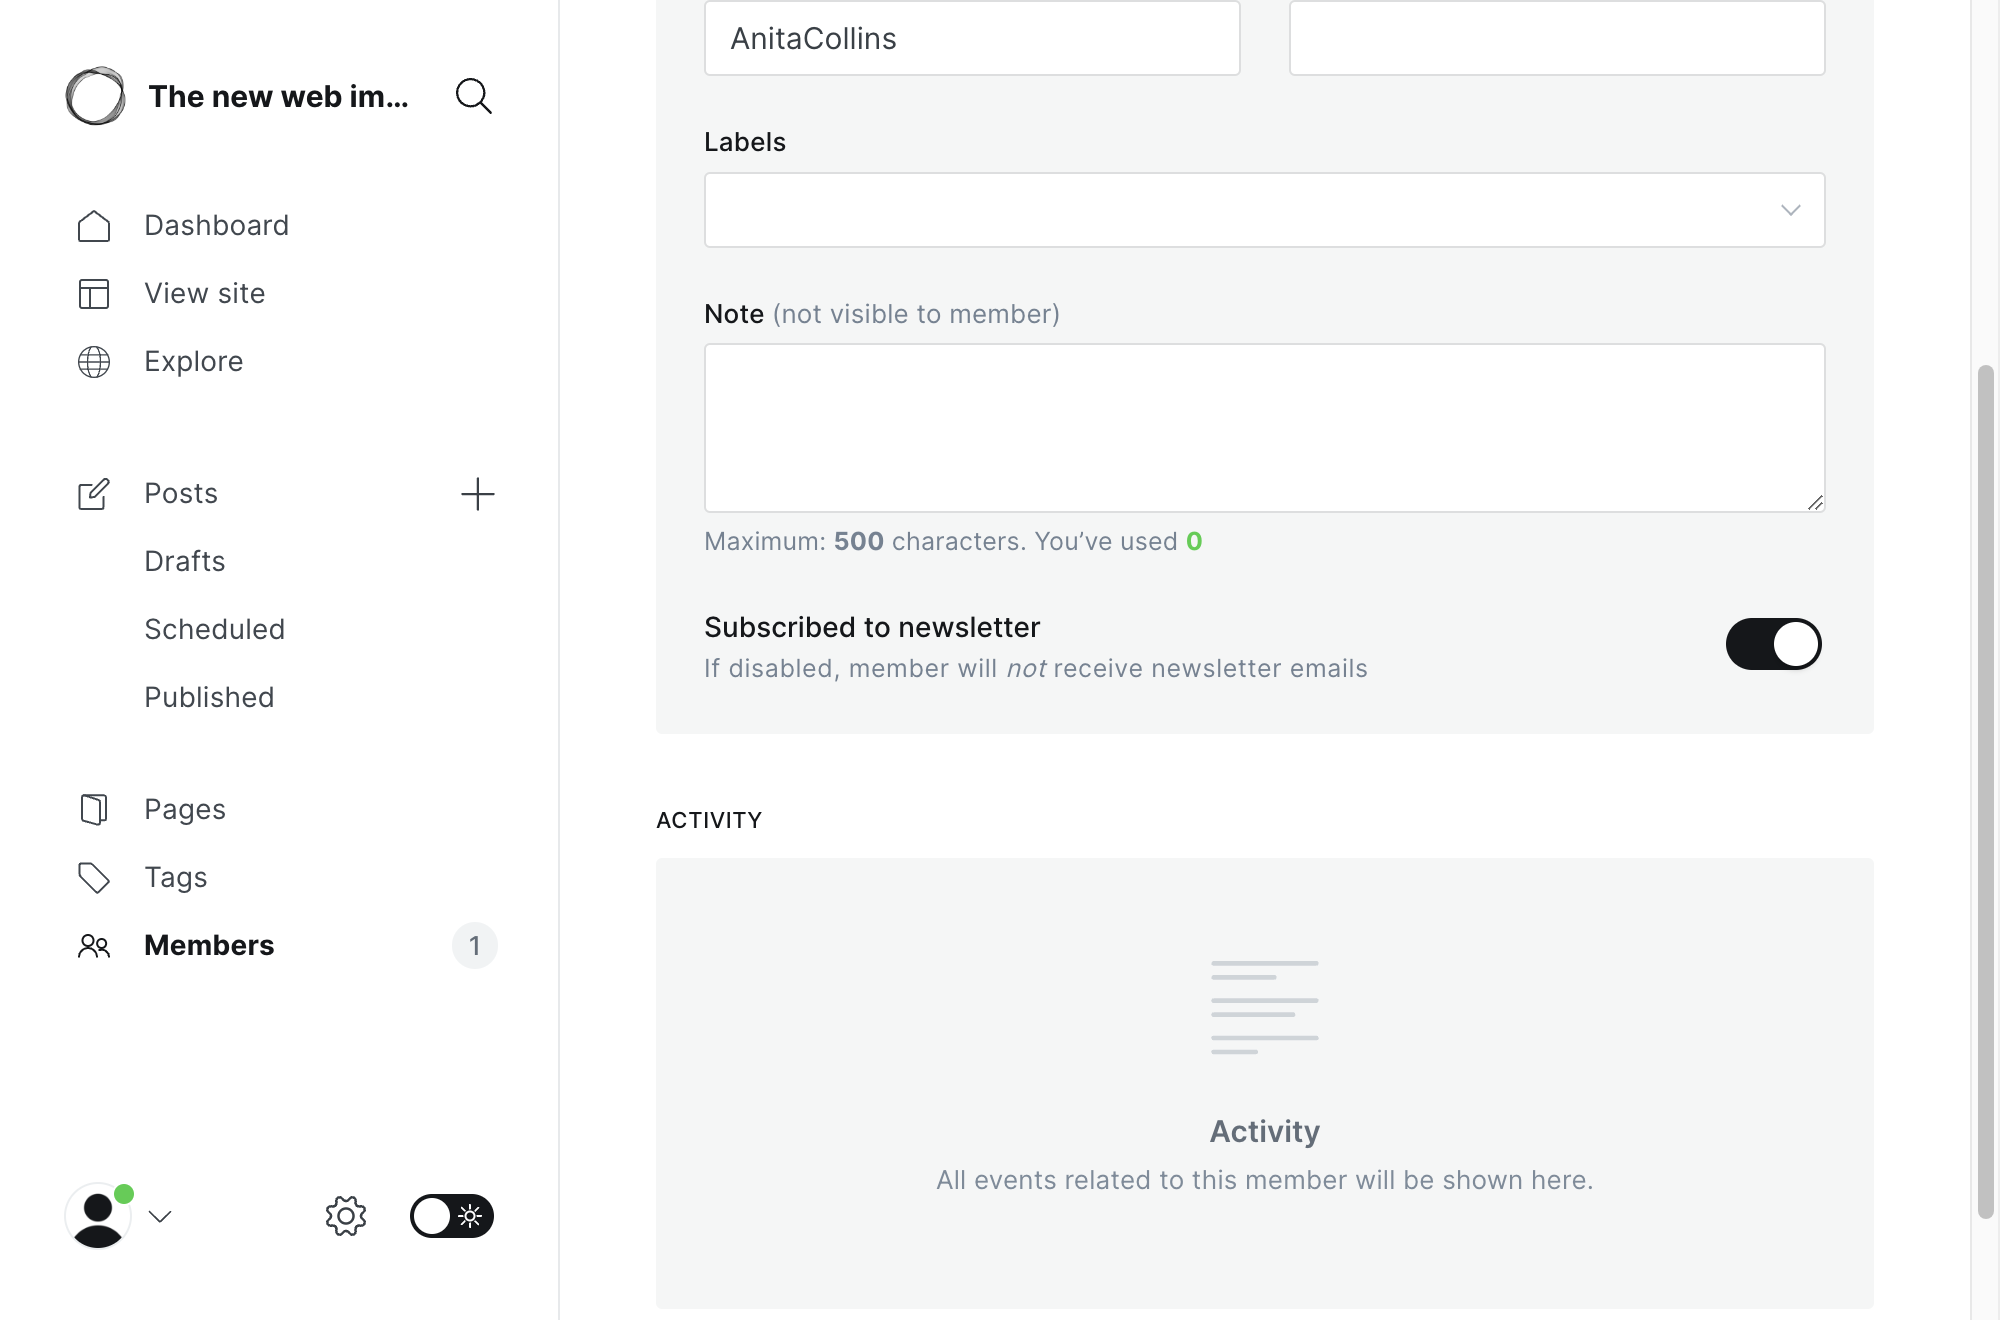 The new web im...
Dashboard
View site
Explore
Posts
Drafts
Scheduled
Published
Pages
Tags
Members
1
AnitaCollins
Labels
Note (not visible to member)
Maximum: 500 characters. You’ve used 0
Subscribed to newsletter
If disabled, member will not receive newsletter emails
ACTIVITY
Activity
All events related to this member will be shown here.